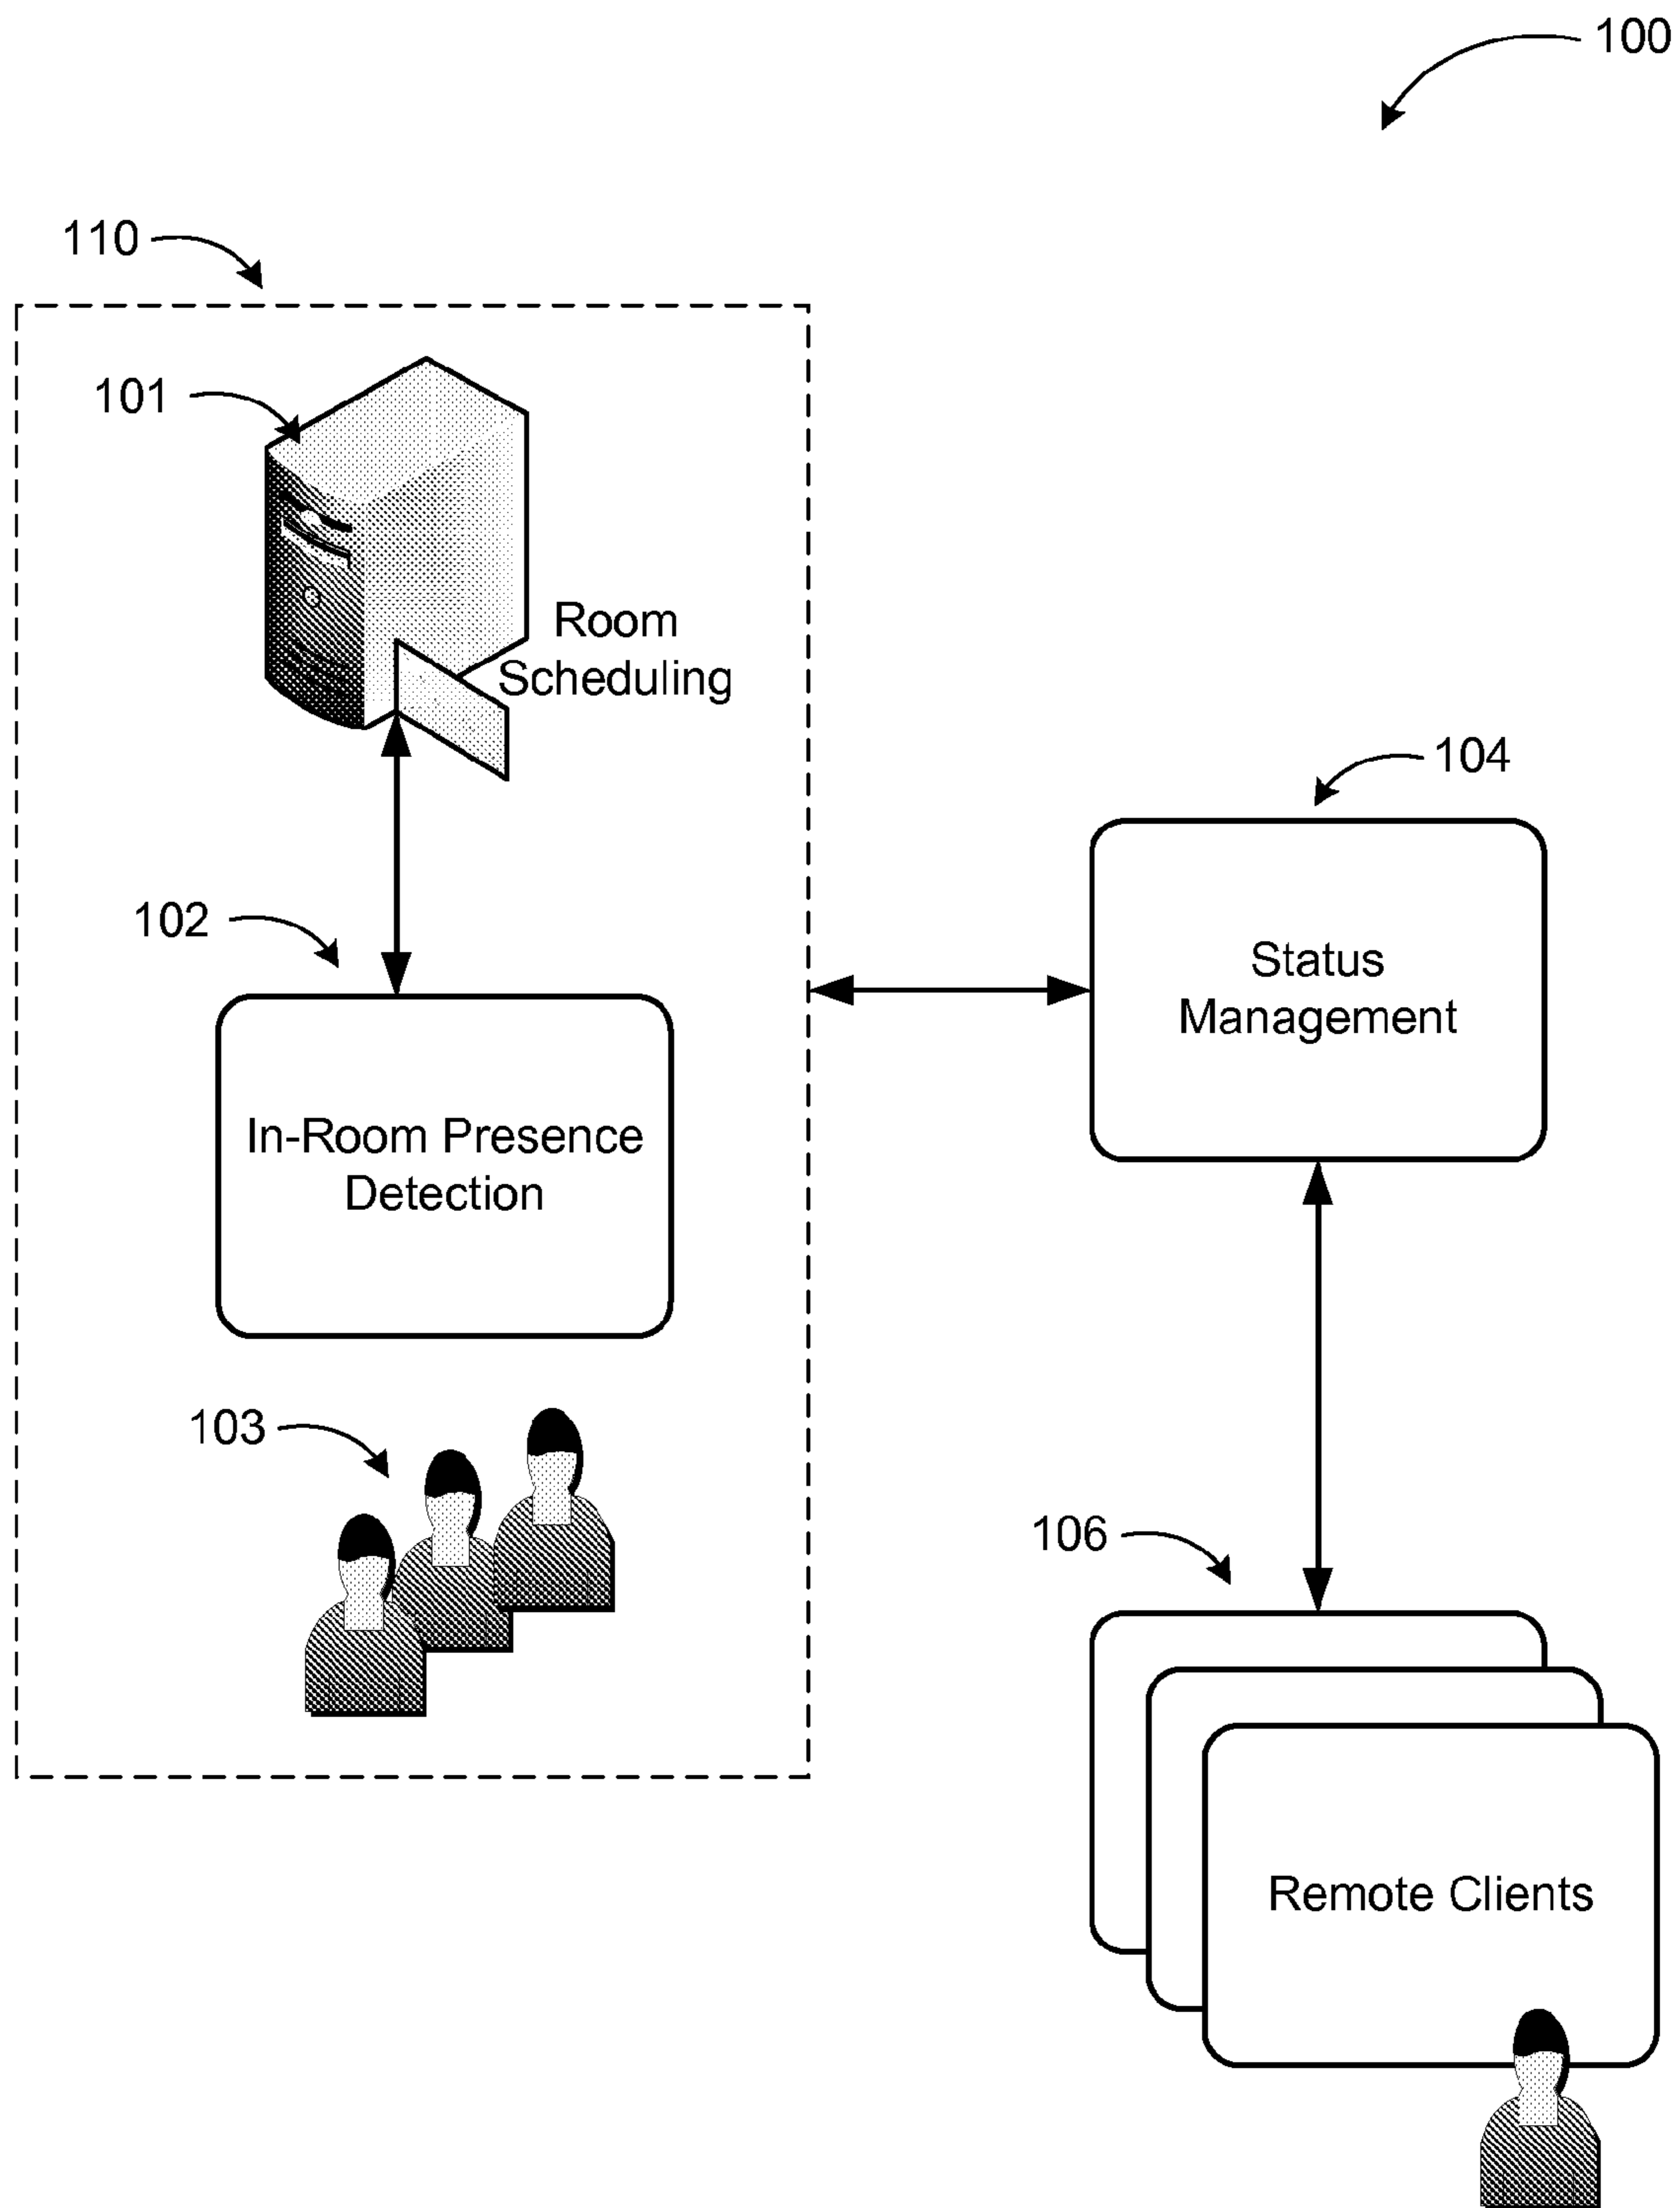 100
110
101
Room
Scheduling
104
102
Status
Management
In-Room Presence
Detection
103
106
Remote Clients